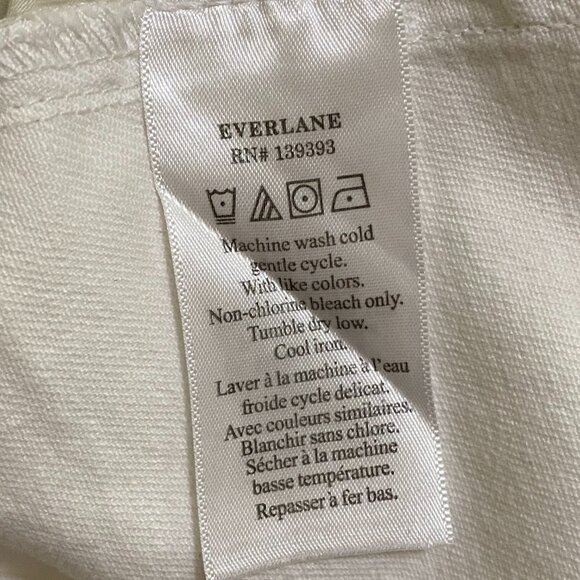 EVERLANE
RN# 139393
Machine wash cold
gentle cycle.
With like colors.
Non-chlorine bleach only.
Tumble dry low.
Cool iron.
Laver à la machine à l'eau
froide cycle delicat.
Avec couleurs similaires.
Blanchir sans chlore.
Sécher à la machine
basse température.
Repasser à fer bas.